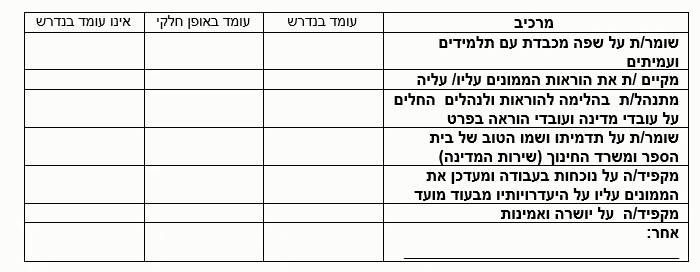 מרכיב עומד בנדרש עומד באופן חלקי אינו עומד בנדרש
שומר/ת על שפה מכבדת עם תלמידים
ועמיתים
מקיים /ת את הוראות הממונים עליו/ עליה
מתנהל/ת בהלימה להוראות ולנהלים החלים
על עובדי מדינה ועובדי הוראה בפרט
שומר/ת על תדמיתו ושמו הטוב של בית
הספר ומשרד החינוך (שירות המדינה)
מקפיד/ה על נוכחות בעבודה ומעדכן את
הממונים עליו על היעדרויותיו מבעוד מועד
מקפיד/ה על יושרה ואמינות
אחר: